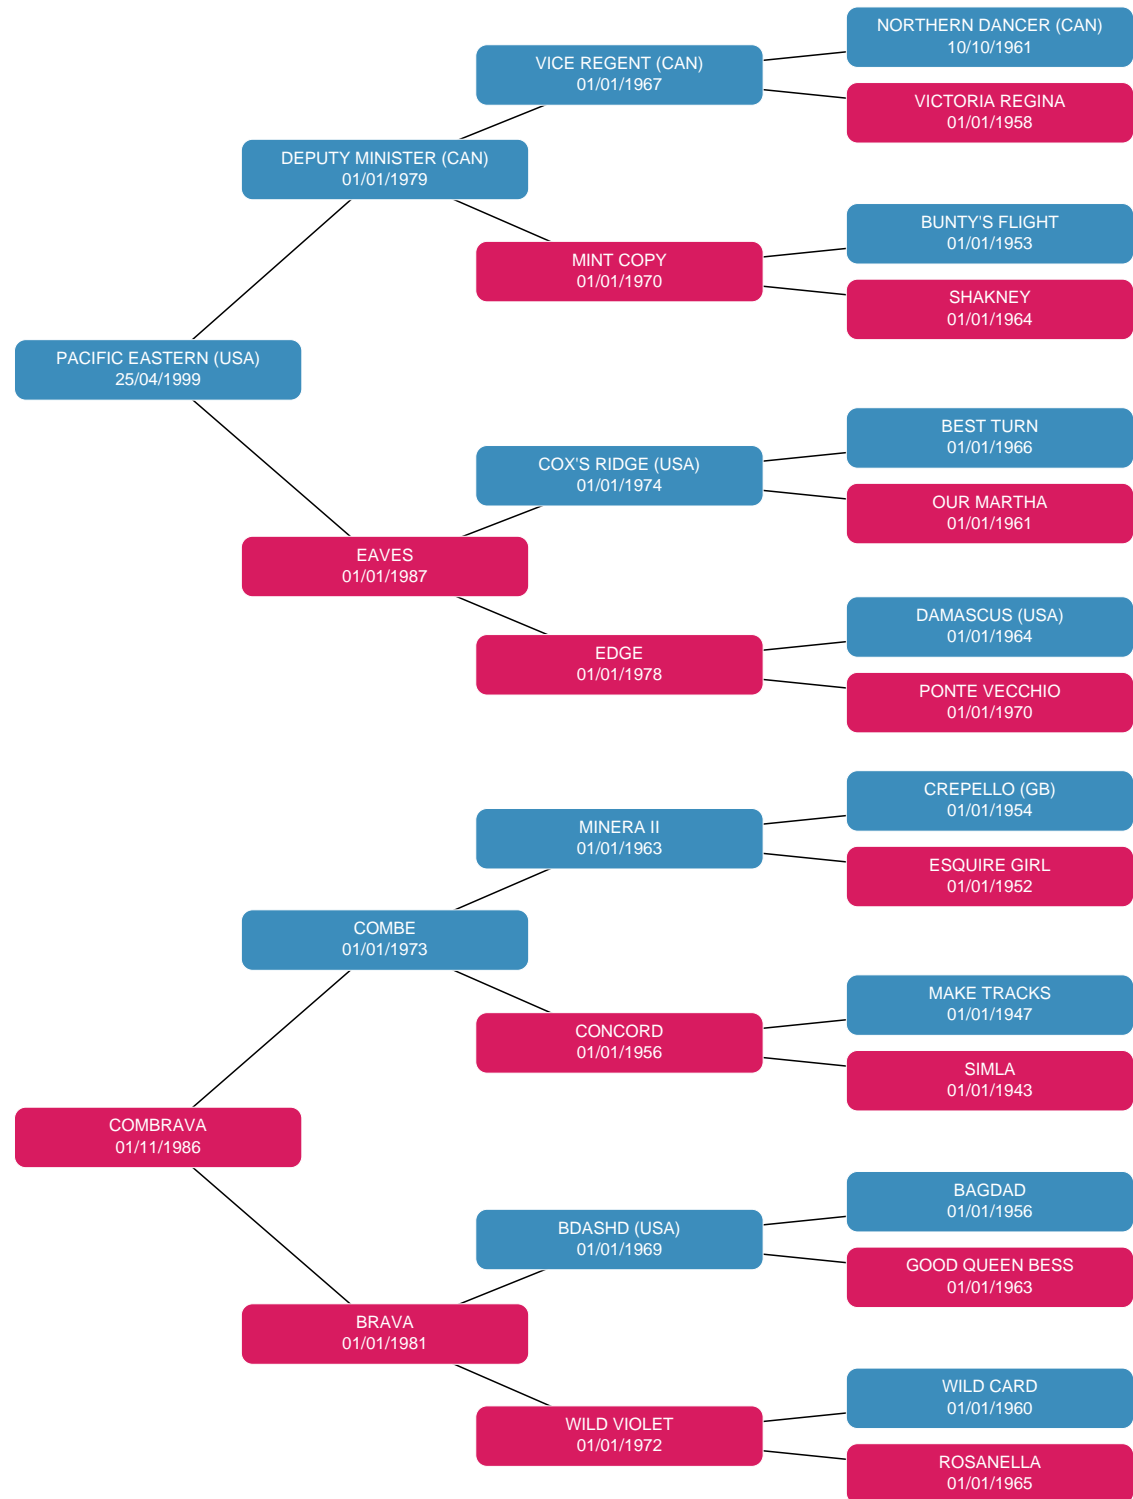 NORTHERN DANCER (CAN)
10/10/1961
VICE REGENT (CAN)
01/01/1967
VICTORIA REGINA
01/01/1958
DEPUTY MINISTER (CAN)
01/01/1979
BUNTY'S FLIGHT
01/01/1953
MINT COPY
01/01/1970
SHAKNEY
01/01/1964
PACIFIC EASTERN (USA)
25/04/1999
BEST TURN
01/01/1966
COX'S RIDGE (USA)
01/01/1974
OUR MARTHA
01/01/1961
EAVES
01/01/1987
DAMASCUS (USA)
01/01/1964
EDGE
01/01/1978
PONTE VECCHIO
01/01/1970
CREPELLO (GB)
01/01/1954
MINERA II
01/01/1963
ESQUIRE GIRL
01/01/1952
COMBE
01/01/1973
MAKE TRACKS
01/01/1947
CONCORD
01/01/1956
SIMLA
01/01/1943
COMBRAVA
01/11/1986
BAGDAD
01/01/1956
BDASHD (USA)
01/01/1969
GOOD QUEEN BESS
01/01/1963
BRAVA
01/01/1981
WILD CARD
01/01/1960
WILD VIOLET
01/01/1972
ROSANELLA
01/01/1965